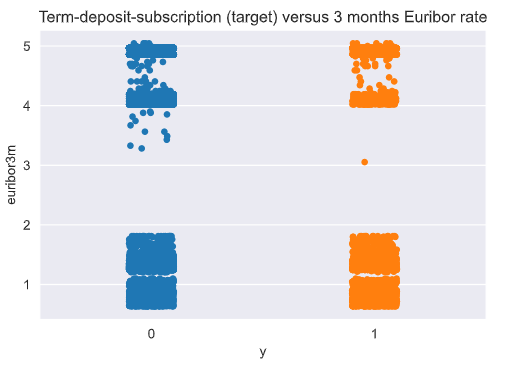 Term-deposit-subscription (target) versus 3 months Euribor rate
5
4
3
2
1
euribor3m
0
1
y